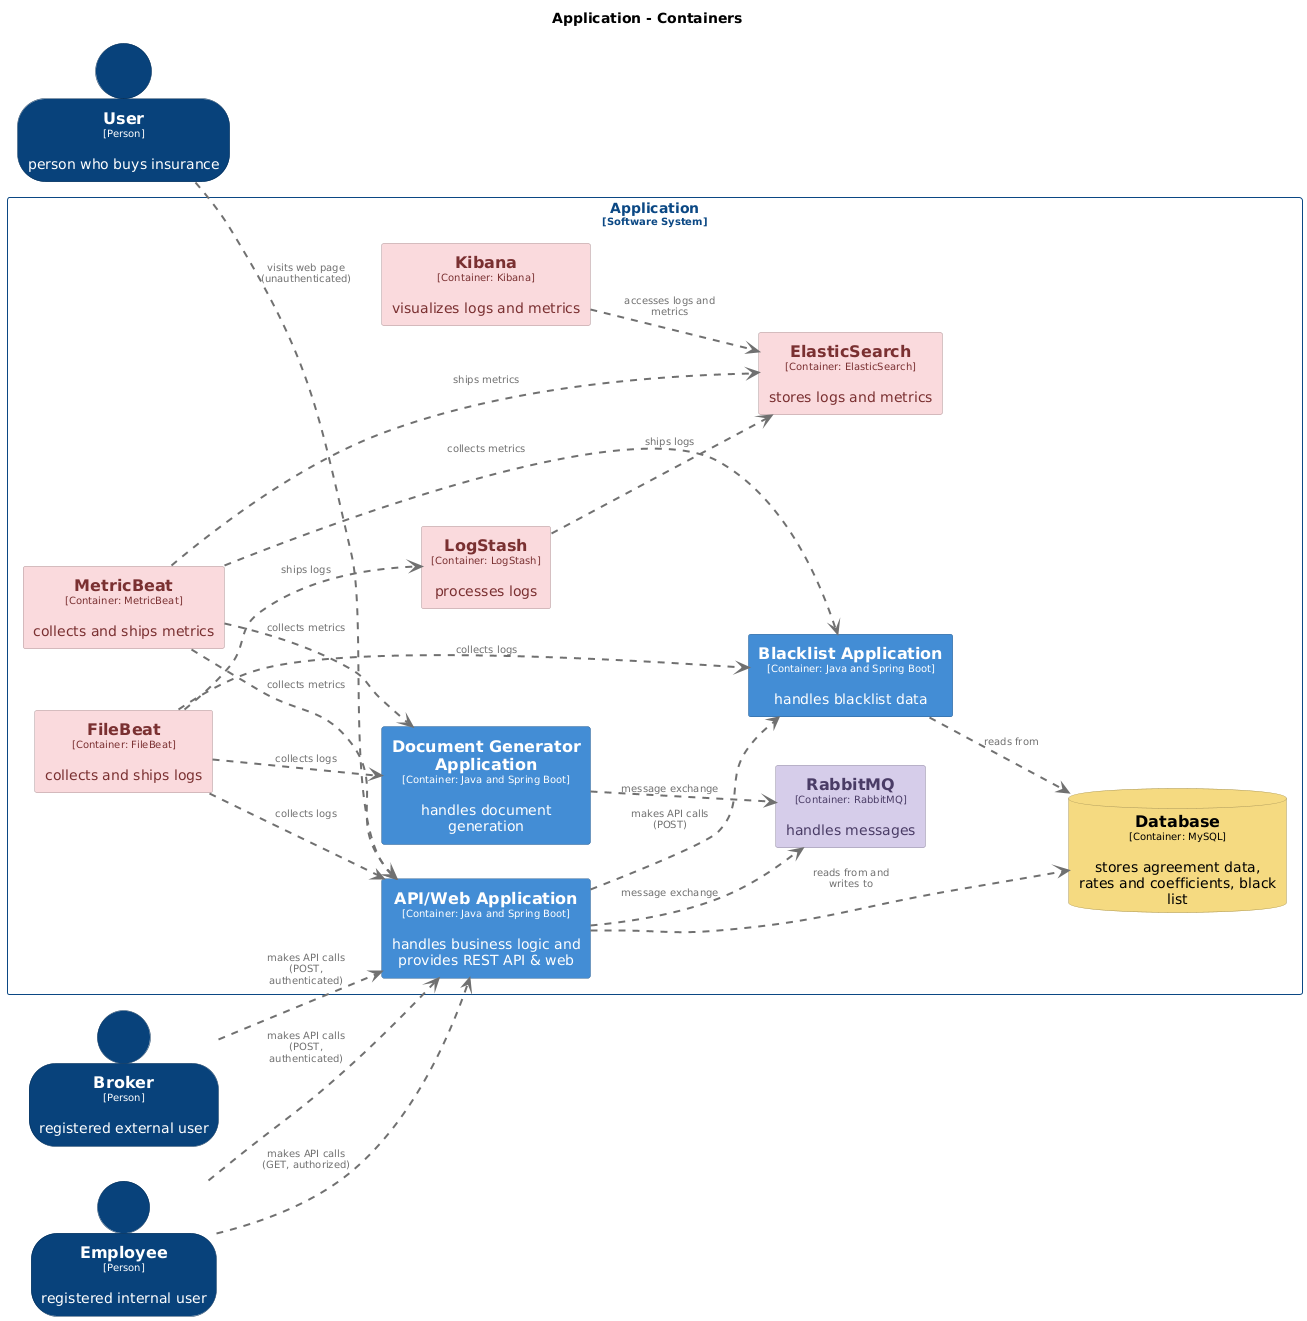 Application - Containers
User
[Person]
person who buys insurance
Application
[Software System]
visits web page
(unauthenticated)
Kibana
[Container: Kibana]
visualizes logs and metrics
accesses logs and
metrics
ElasticSearch
[Container: ElasticSearch]
stores logs and metrics
ships metrics
collects metrics
ships logs
LogStash
[Container: LogStash]
processes logs
MetricBeat
[Container: MetricBeat]
collects and ships metrics
ships logs
collects metrics
collects logs
collects metrics
Blacklist Application
[Container: Java and Spring Boot]
handles blacklist data
FileBeat
[Container: FileBeat]
collects and ships logs
collects logs
collects logs
Document Generator
Application
[Container: Java and Spring Boot]
handles document
generation
message exchange
makes API calls
(POST)
RabbitMQ
[Container: RabbitMQ]
handles messages
reads from
Database
[Container: MySQL]
stores agreement data,
rates and coefficients, black
list
API/Web Application
[Container: Java and Spring Boot]
handles business logic and
provides REST API & web
message exchange
reads from and
writes to
makes API calls
(POST,
authenticated)
Broker
[Person]
registered external user
makes API calls
(POST,
authenticated)
makes API calls
(GET, authorized)
Employee
[Person]
registered internal user